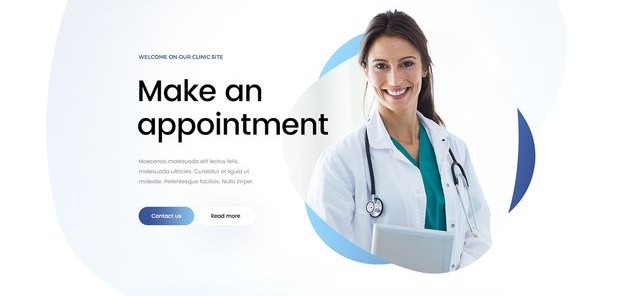 WELCOME ON OUR CLINIC SITE
Make an
appointment
Maecenas malesuada elit lectus felis,
malesuada ultricies. Curabitur et ligula ut
molestie. Pellentesque facilisis. Nulla imper.
Contact us
Read more